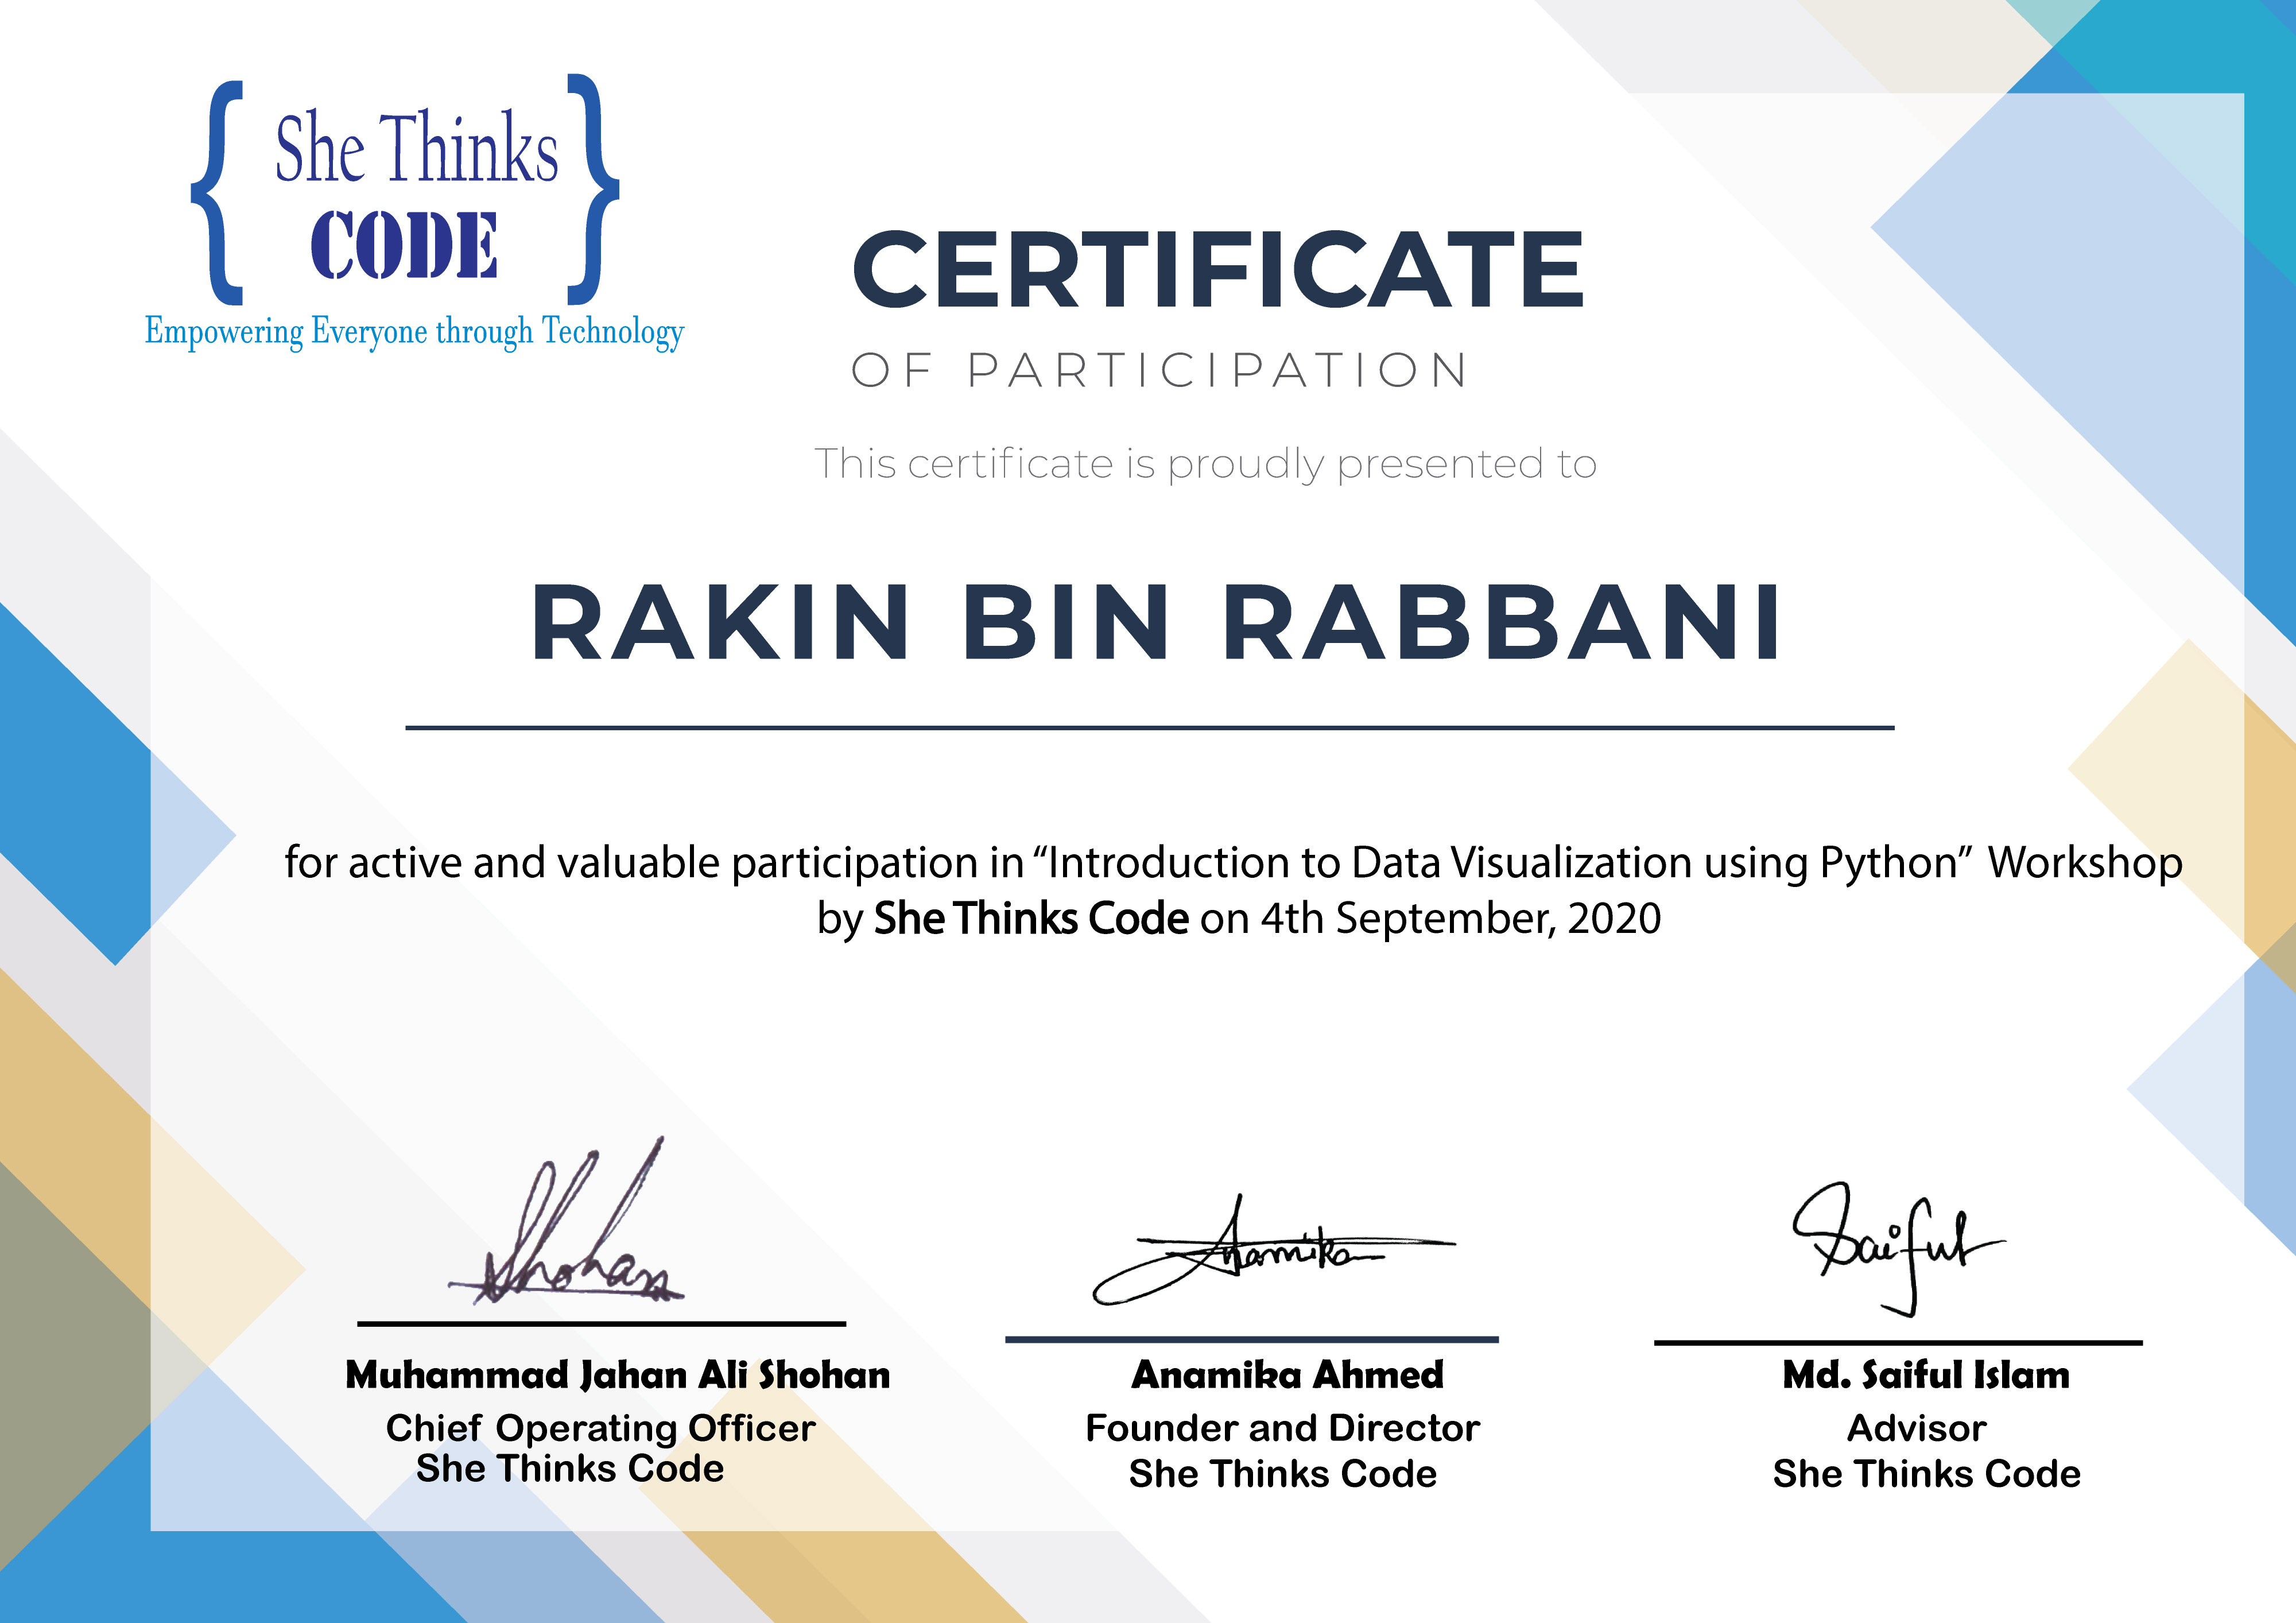 She Thinks
CODE
Empowering Everyone through Technology
CERTIFICATE
OF PARTICIPATION
This certificate is proudly presented to
RAKIN BIN RABBANI
for active and valuable participation in “Introduction to Data Visualization using Python” Workshop
by She Thinks Code on 4th September, 2020
Shohan
Anamika
Saiful
Muhammad Jahan Ali Shohan
Chief Operating Officer
She Thinks Code
Anamika Ahmed
Founder and Director
She Thinks Code
Md. Saiful Islam
Advisor
She Thinks Code